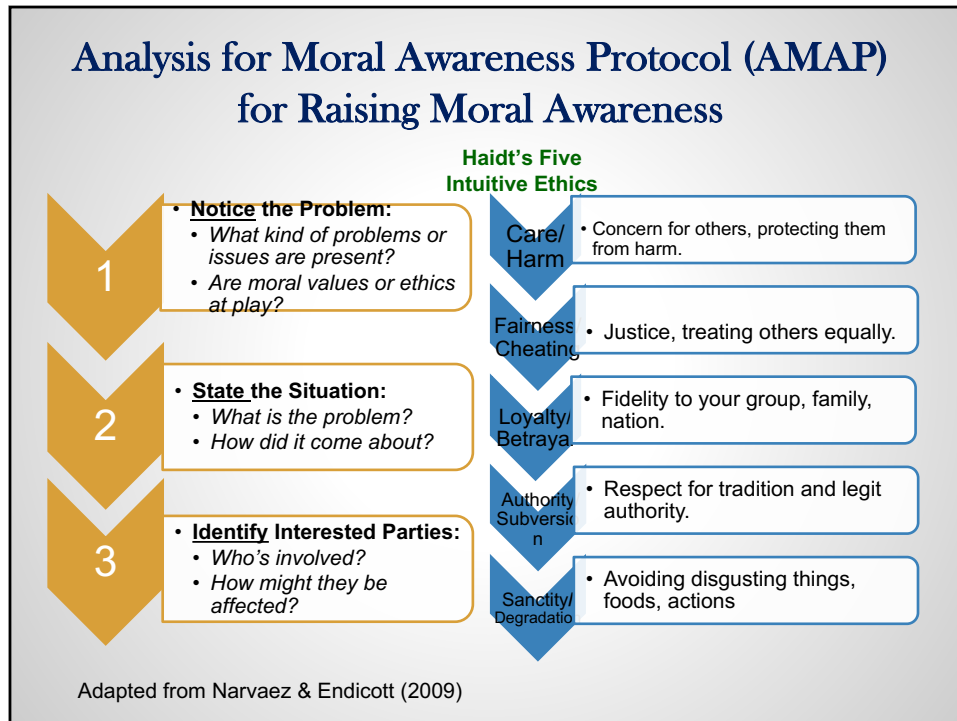 Analysis for Moral Awareness Protocol (AMAP)
for Raising Moral Awareness
Haidt's Five
Intuitive Ethics
1
• Notice the Problem:
• What kind of problems or
issues are present?
• Are moral values or ethics
at play?
2
• State the Situation:
• What is the problem?
• How did it come about?
3
• Identify Interested Parties:
• Who's involved?
• How might they be
affected?
Care/
Harm
• Concern for others, protecting them
from harm.
Fairness/
Cheating
• Justice, treating others equally.
Loyalty/
Betrayal
• Fidelity to your group, family,
nation.
Authority/
Subversio
n
• Respect for tradition and legit
authority.
Sanctity/
Degradation
• Avoiding disgusting things,
foods, actions
Adapted from Narvaez & Endicott (2009)